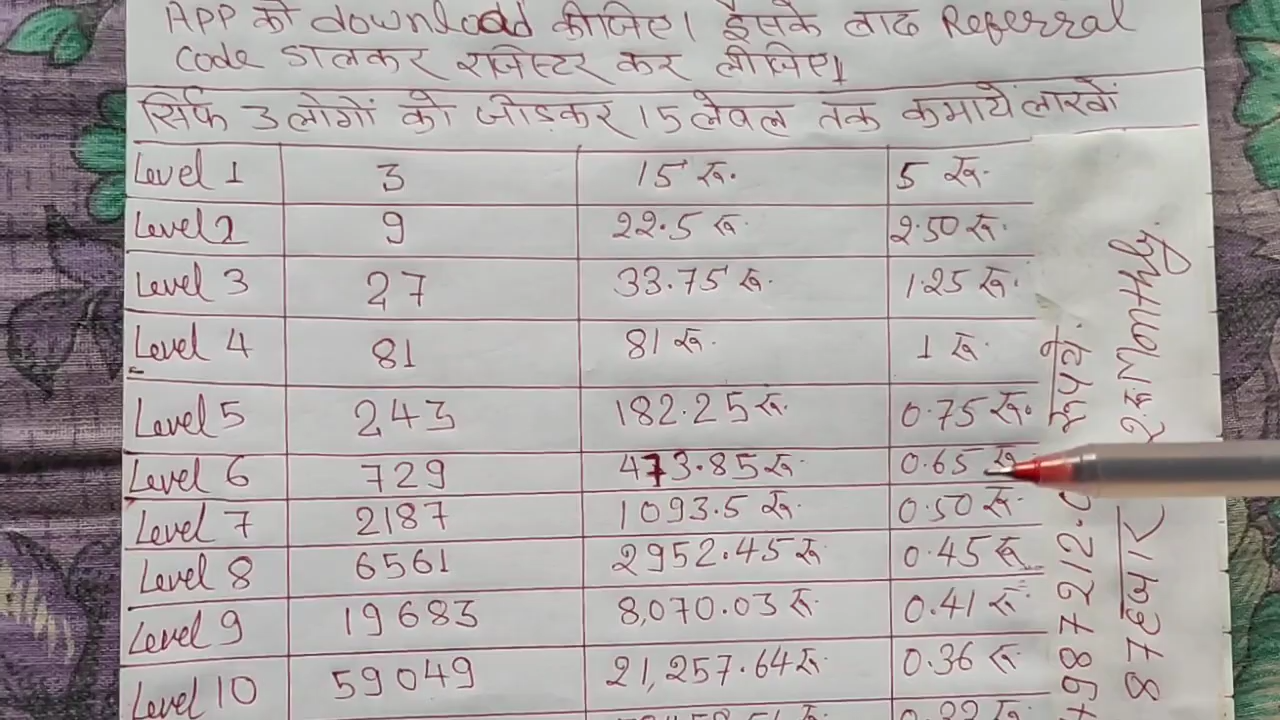 APP को download कीजिए। इसके बाद Referral
Code डालकर रजिस्टर कर लीजिए।
सिर्फ 3 लोगों को जोड़कर 15 लेवल तक कमायें लाखों
Level 1 3 15 रू. 5 रू.
Level 2 9 22.5 रू. 2.50 रू.
Level 3 27 33.75 रू. 1.25 रू.
Level 4 81 81 रू. 1 रू.
Level 5 243 182.25 रू. 0.75 रू.
Level 6 729 473.85 रू. 0.65 रू.
Level 7 2187 1093.5 रू. 0.50 रू.
Level 8 6561 2952.45 रू. 0.45 रू.
Level 9 19683 8,070.03 रू. 0.41 रू.
Level 10 59049 21,257.64 रू. 0.36 रू.
रूपये.
Monthly.
87हजार